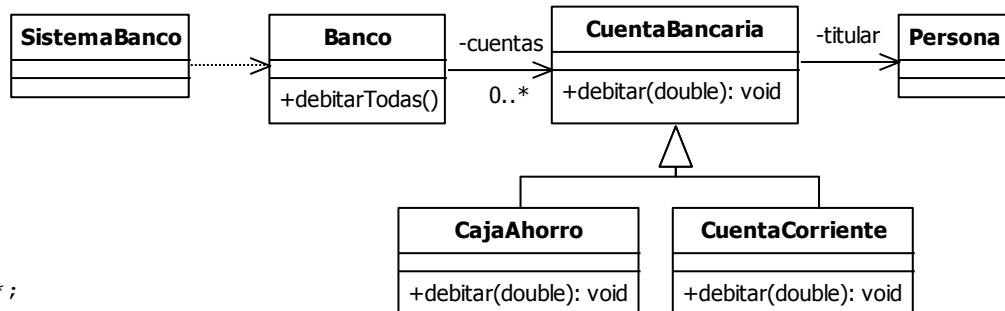 SistemaBanco
Banco
+debitarTodas()
-cuentas
0..*
CuentaBancaria
+debitar(double): void
-titular
Persona
CajaAhorro
+debitar(double): void
CuentaCorriente
+debitar(double): void
*;